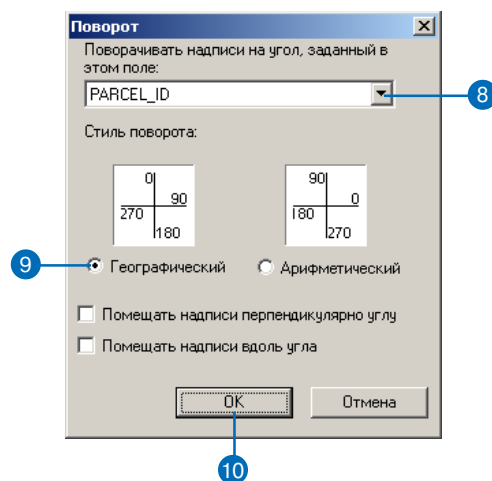 Поворот
Поворачивать надписи на угол, заданный в
этом поле:
PARCEL_ID
8
Стиль поворота:
0
90
270
180
90
0
180
270
9
Географический
Арифметический
Помещать надписи перпендикулярно углу
Помещать надписи вдоль угла
OK
Отмена
10